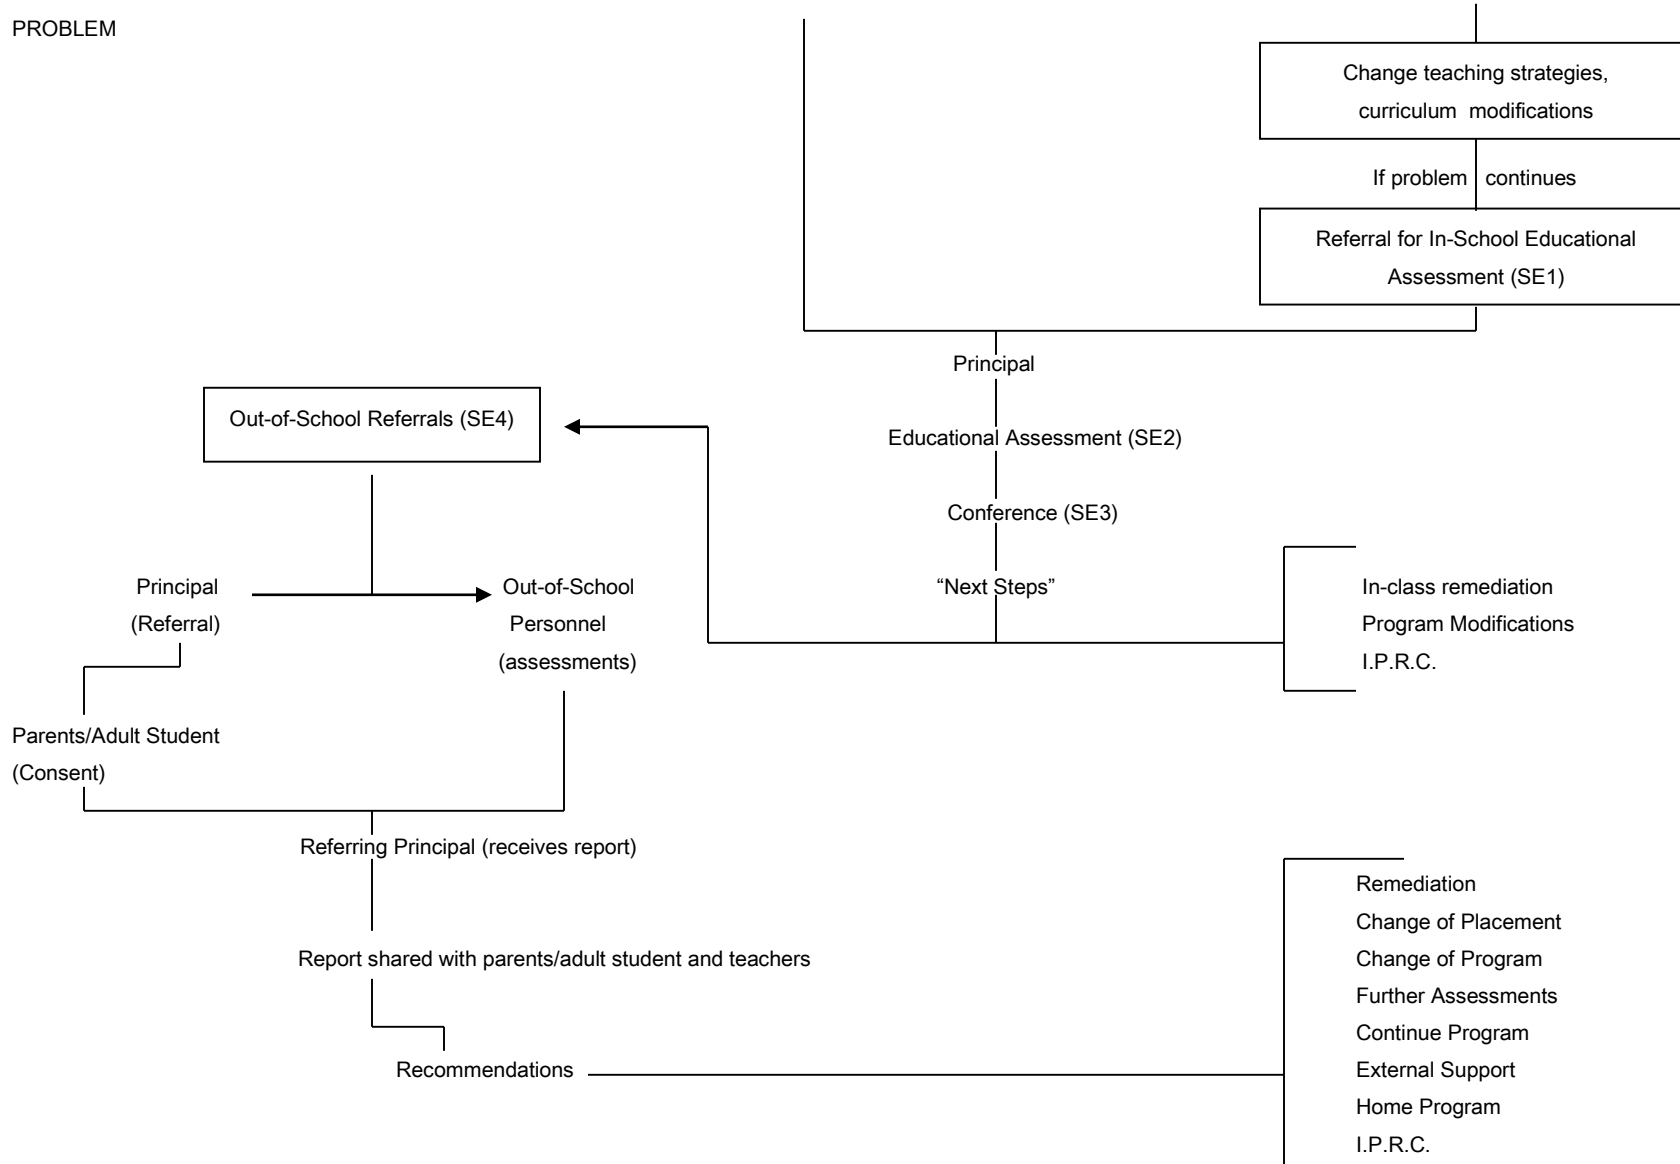 PROBLEM
Change teaching strategies,
curriculum modifications
If problem continues
Referral for In-School Educational
Assessment (SE1)
Principal
Out-of-School Referrals (SE4)
Educational Assessment (SE2)
Conference (SE3)
“Next Steps”
In-class remediation
Program Modifications
I.P.R.C.
Principal
(Referral)
Out-of-School
Personnel
(assessments)
Parents/Adult Student
(Consent)
Referring Principal (receives report)
Report shared with parents/adult student and teachers
Recommendations
Remediation
Change of Placement
Change of Program
Further Assessments
Continue Program
External Support
Home Program
I.P.R.C.